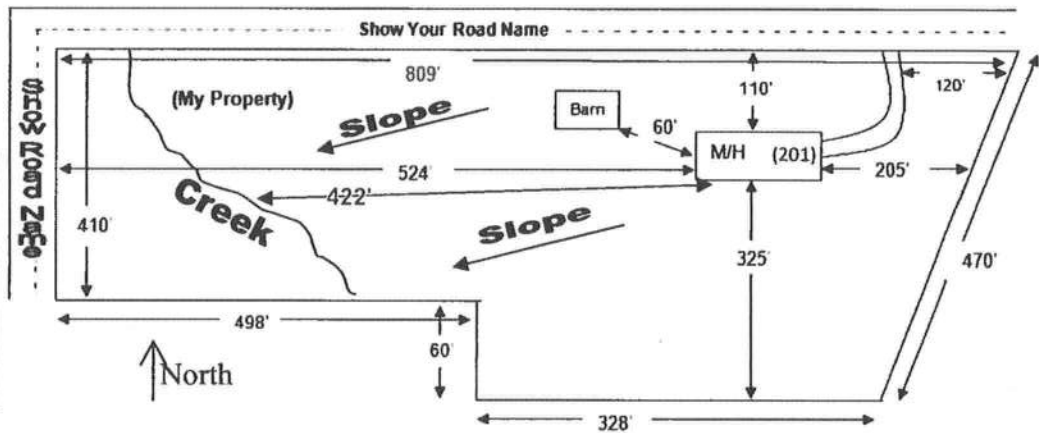 Show Your Road Name
Show Road Name
809'
110'
120'
(My Property)
Slope
Barn
60'
M/H (201)
524'
205'
422'
Creek
410'
Slope
325'
470'
498'
60'
North
328'